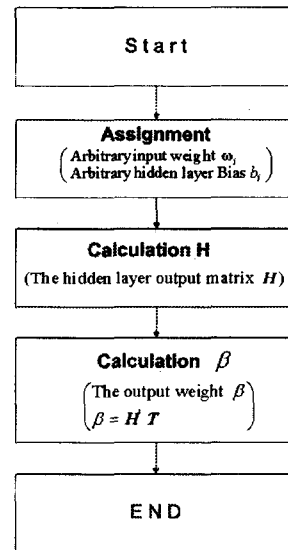 Start
Assignment
(Arbitrary input weight ωᵢ
Arbitrary hidden layer Bias bᵢ)
Calculation H
(The hidden layer output matrix H)
Calculation β
(The output weight β
β = H† T)
END